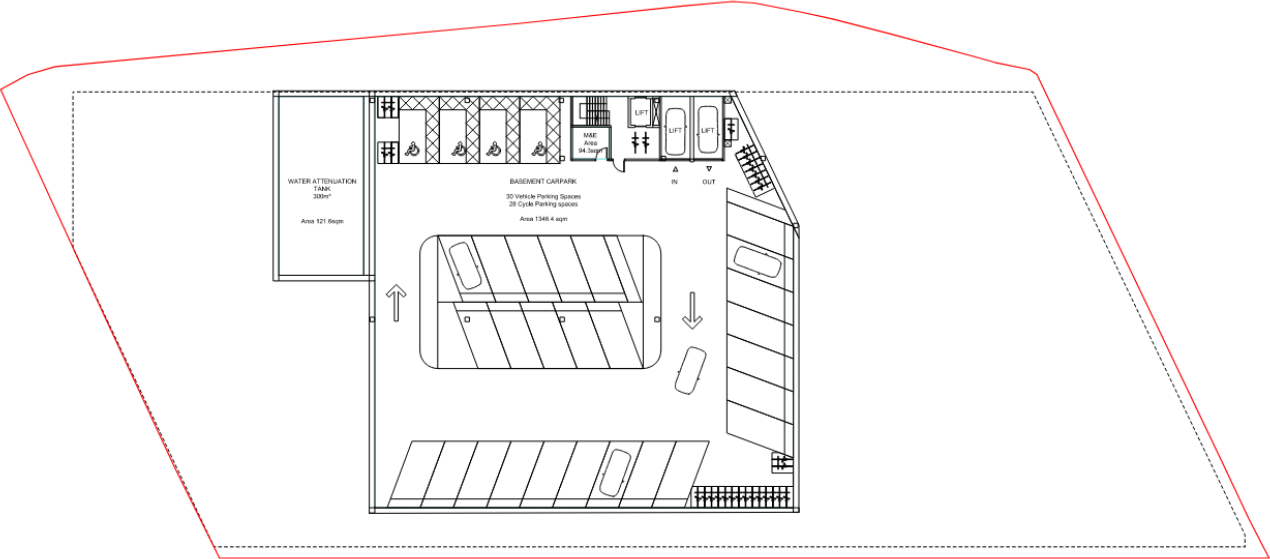 LIFT
LIFT
LIFT
M&E
Area
94.3sqm
WATER ATTENUATION
TANK
300m³
Area 121.6sqm
BASEMENT CARPARK
30 Vehicle Parking Spaces
28 Cycle Parking spaces
Area 1346.4 sqm
IN
OUT